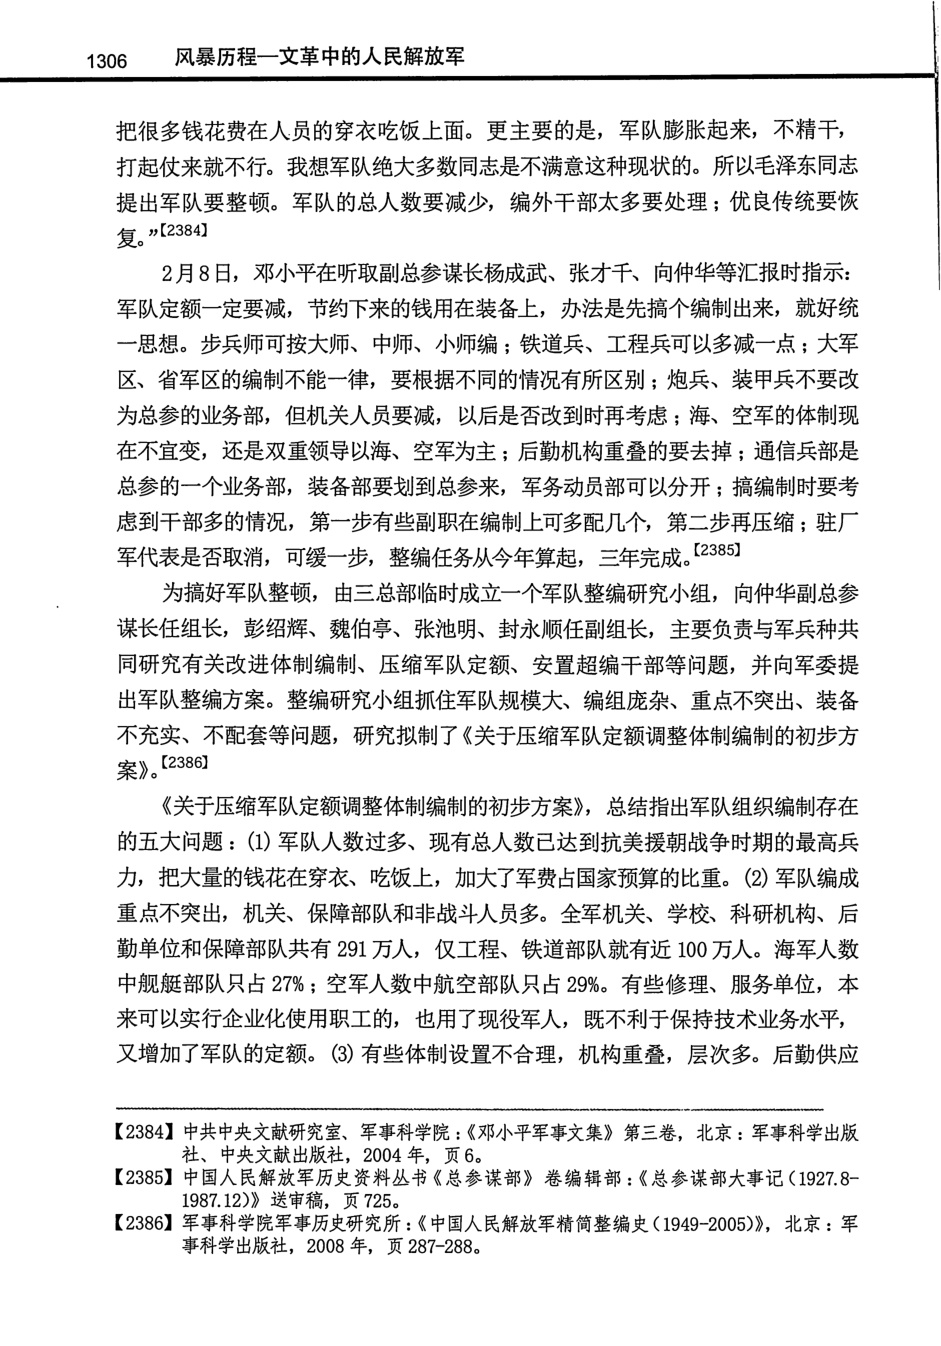 1306 风暴历程—文革中的人民解放军
把很多钱花费在人员的穿衣吃饭上面。更主要的是，军队膨胀起来，不精干，
打起仗来就不行。我想军队绝大多数同志是不满意这种现状的。所以毛泽东同志
提出军队要整顿。军队的总人数要减少，编外干部太多要处理；优良传统要恢
复。”【2384】
2月8日，邓小平在听取副总参谋长杨成武、张才千、向仲华等汇报时指示：
军队定额一定要减，节约下来的钱用在装备上，办法是先搞个编制出来，就好统
一思想。步兵师可按大师、中师、小师编；铁道兵、工程兵可以多减一点；大军
区、省军区的编制不能一律，要根据不同的情况有所区别；炮兵、装甲兵不要改
为总参的业务部，但机关人员要减，以后是否改到时再考虑；海、空军的体制现
在不宜变，还是双重领导以海、空军为主；后勤机构重叠的要去掉；通信兵部是
总参的一个业务部，装备部要划到总参来，军务动员部可以分开；搞编制时要考
虑到干部多的情况，第一步有些副职在编制上可多配几个，第二步再压缩；驻厂
军代表是否取消，可缓一步，整编任务从今年算起，三年完成。【2385】
为搞好军队整顿，由三总部临时成立一个军队整编研究小组，向仲华副总参
谋长任组长，彭绍辉、魏伯亭、张池明、封永顺任副组长，主要负责与军兵种共
同研究有关改进体制编制、压缩军队定额、安置超编干部等问题，并向军委提
出军队整编方案。整编研究小组抓住军队规模大、编组庞杂、重点不突出、装备
不充实、不配套等问题，研究拟制了《关于压缩军队定额调整体制编制的初步方
案》。【2386】
《关于压缩军队定额调整体制编制的初步方案》，总结指出军队组织编制存在
的五大问题：(1) 军队人数过多、现有总人数已达到抗美援朝战争时期的最高兵
力，把大量的钱花在穿衣、吃饭上，加大了军费占国家预算的比重。(2) 军队编成
重点不突出，机关、保障部队和非战斗人员多。全军机关、学校、科研机构、后
勤单位和保障部队共有 291 万人，仅工程、铁道部队就有近 100 万人。海军人数
中舰艇部队只占 27%；空军人数中航空部队只占 29%。有些修理、服务单位，本
来可以实行企业化使用职工的，也用了现役军人，既不利于保持技术业务水平，
又增加了军队的定额。(3) 有些体制设置不合理，机构重叠，层次多。后勤供应
【2384】中共中央文献研究室、军事科学院：《邓小平军事文集》第三卷，北京：军事科学出版
社、中央文献出版社，2004 年，页6。
【2385】中国人民解放军历史资料丛书《总参谋部》卷编辑部：《总参谋部大事记（1927.8-
1987.12）》送审稿，页725。
【2386】军事科学院军事历史研究所：《中国人民解放军精简整编史（1949-2005）》，北京：军
事科学出版社，2008 年，页 287-288。